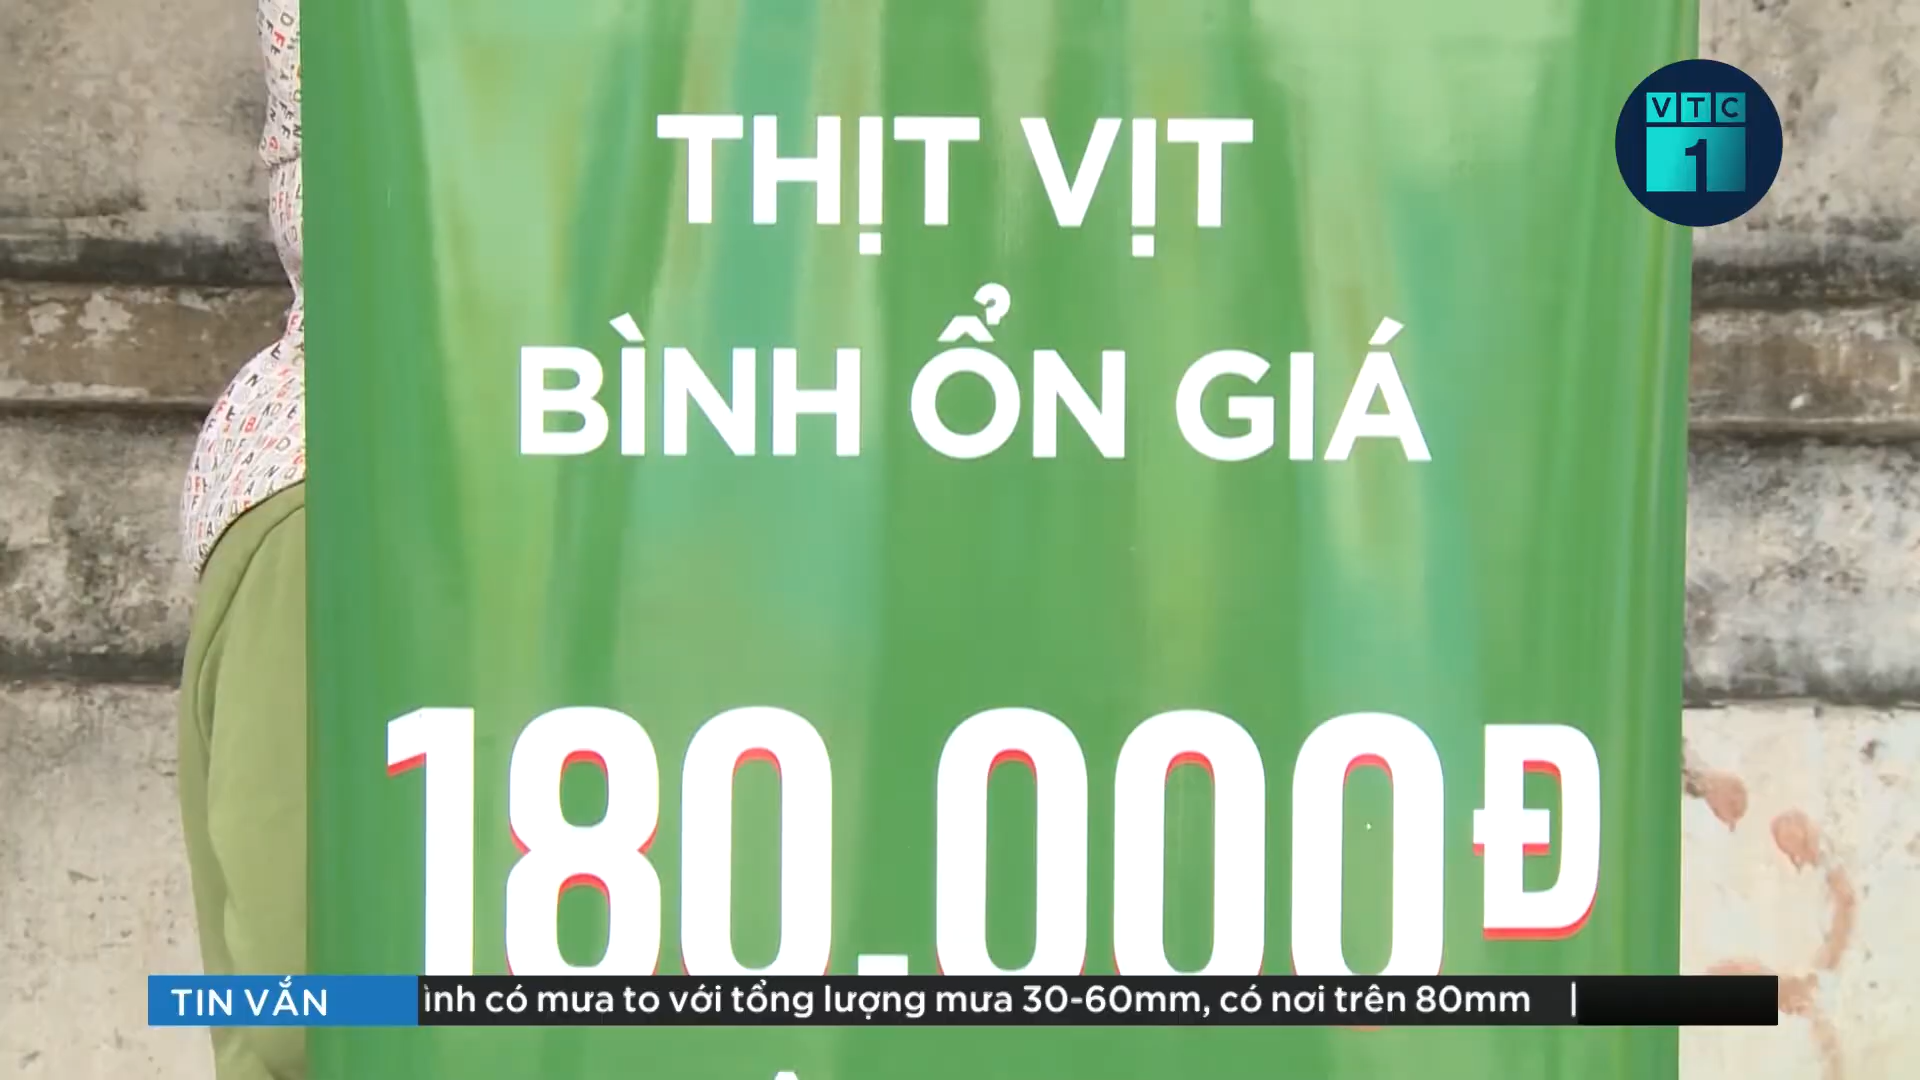 VTC
1
THỊT VỊT
BÌNH ỔN GIÁ
180.000Đ
TIN VẮN
ình có mưa to với tổng lượng mưa 30-60mm, có nơi trên 80mm |